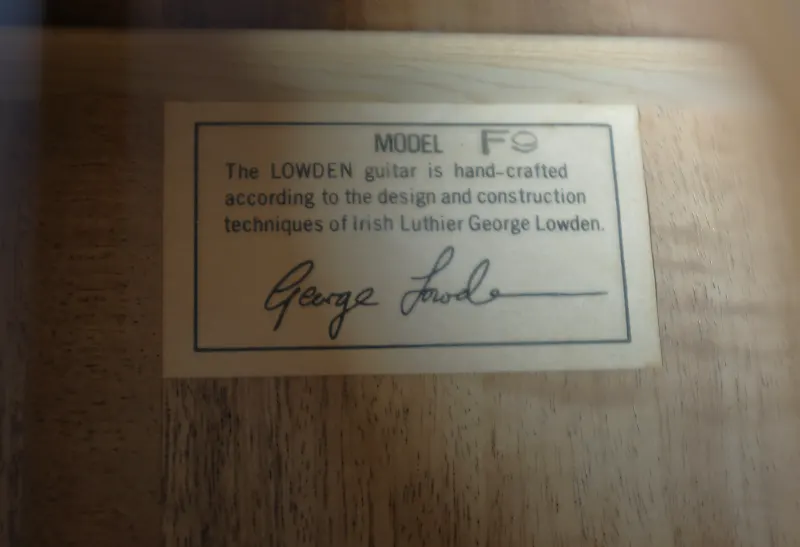 MODEL F9
The LOWDEN guitar is hand-crafted
according to the design and construction
techniques of Irish Luthier George Lowden.
George Lowden